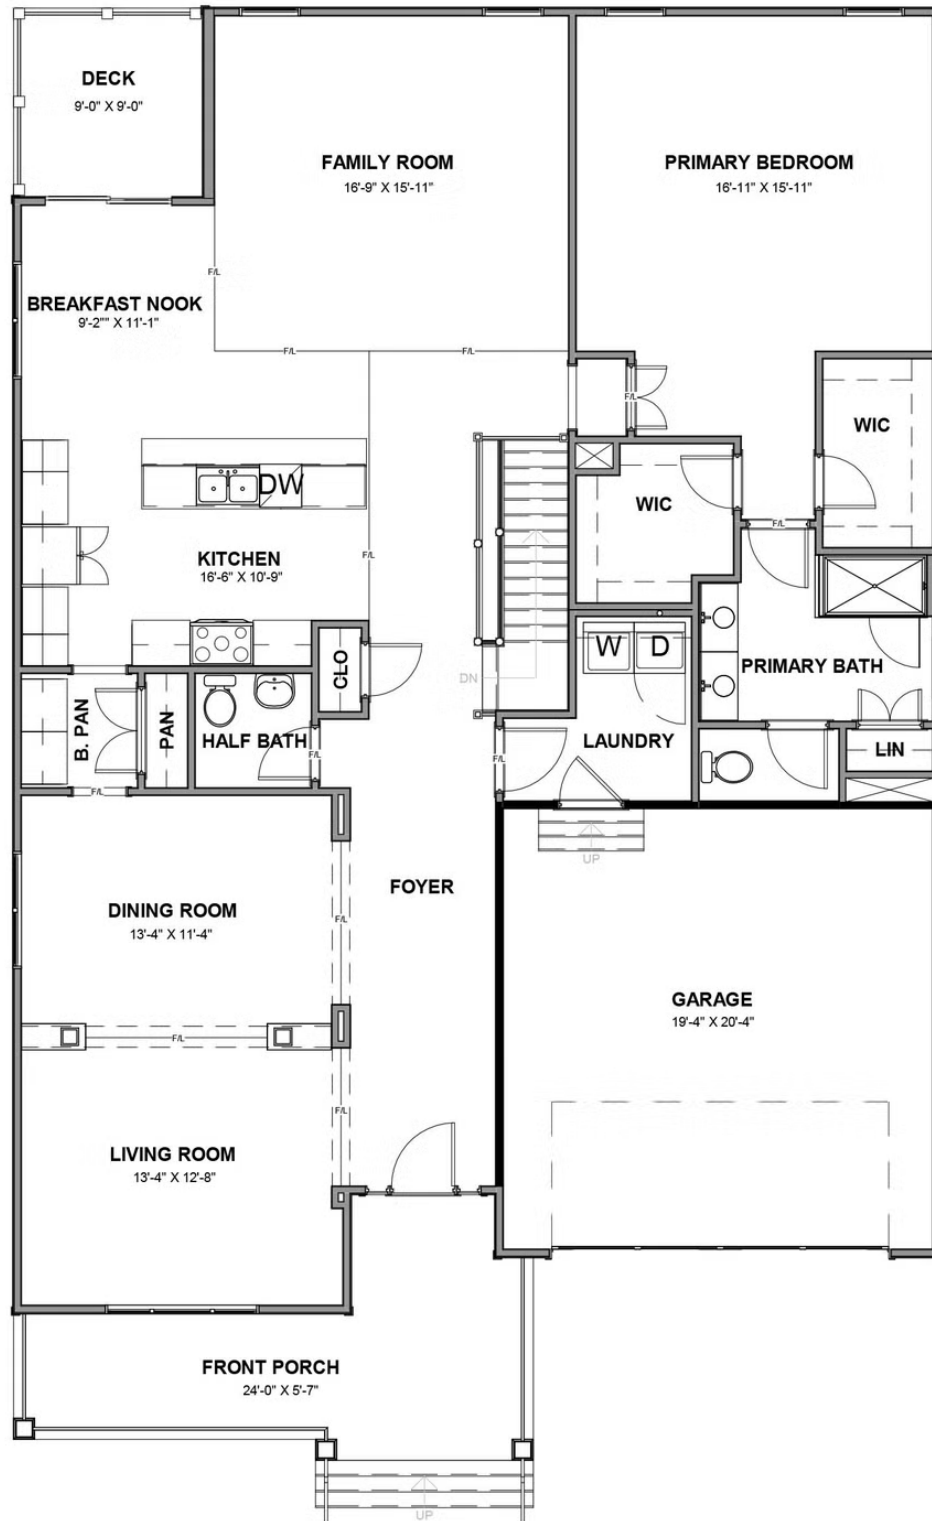 DECK
9'-0" X 9'-0"
FAMILY ROOM
16'-9" X 15'-11"
PRIMARY BEDROOM
16'-11" X 15'-11"
F/L
BREAKFAST NOOK
9'-2"" X 11'-1"
F/L
F/L
F/L
WIC
DW
WIC
F/L
KITCHEN
16'-6" X 10'-9"
F/L
W
D
CLO
DN
PRIMARY BATH
B. PAN
PAN
HALF BATH
F/L
F/L
LAUNDRY
LIN
F/L
UP
FOYER
DINING ROOM
13'-4" X 11'-4"
F/L
GARAGE
19'-4" X 20'-4"
F/L
F/L
LIVING ROOM
13'-4" X 12'-8"
FRONT PORCH
24'-0" X 5'-7"
UP